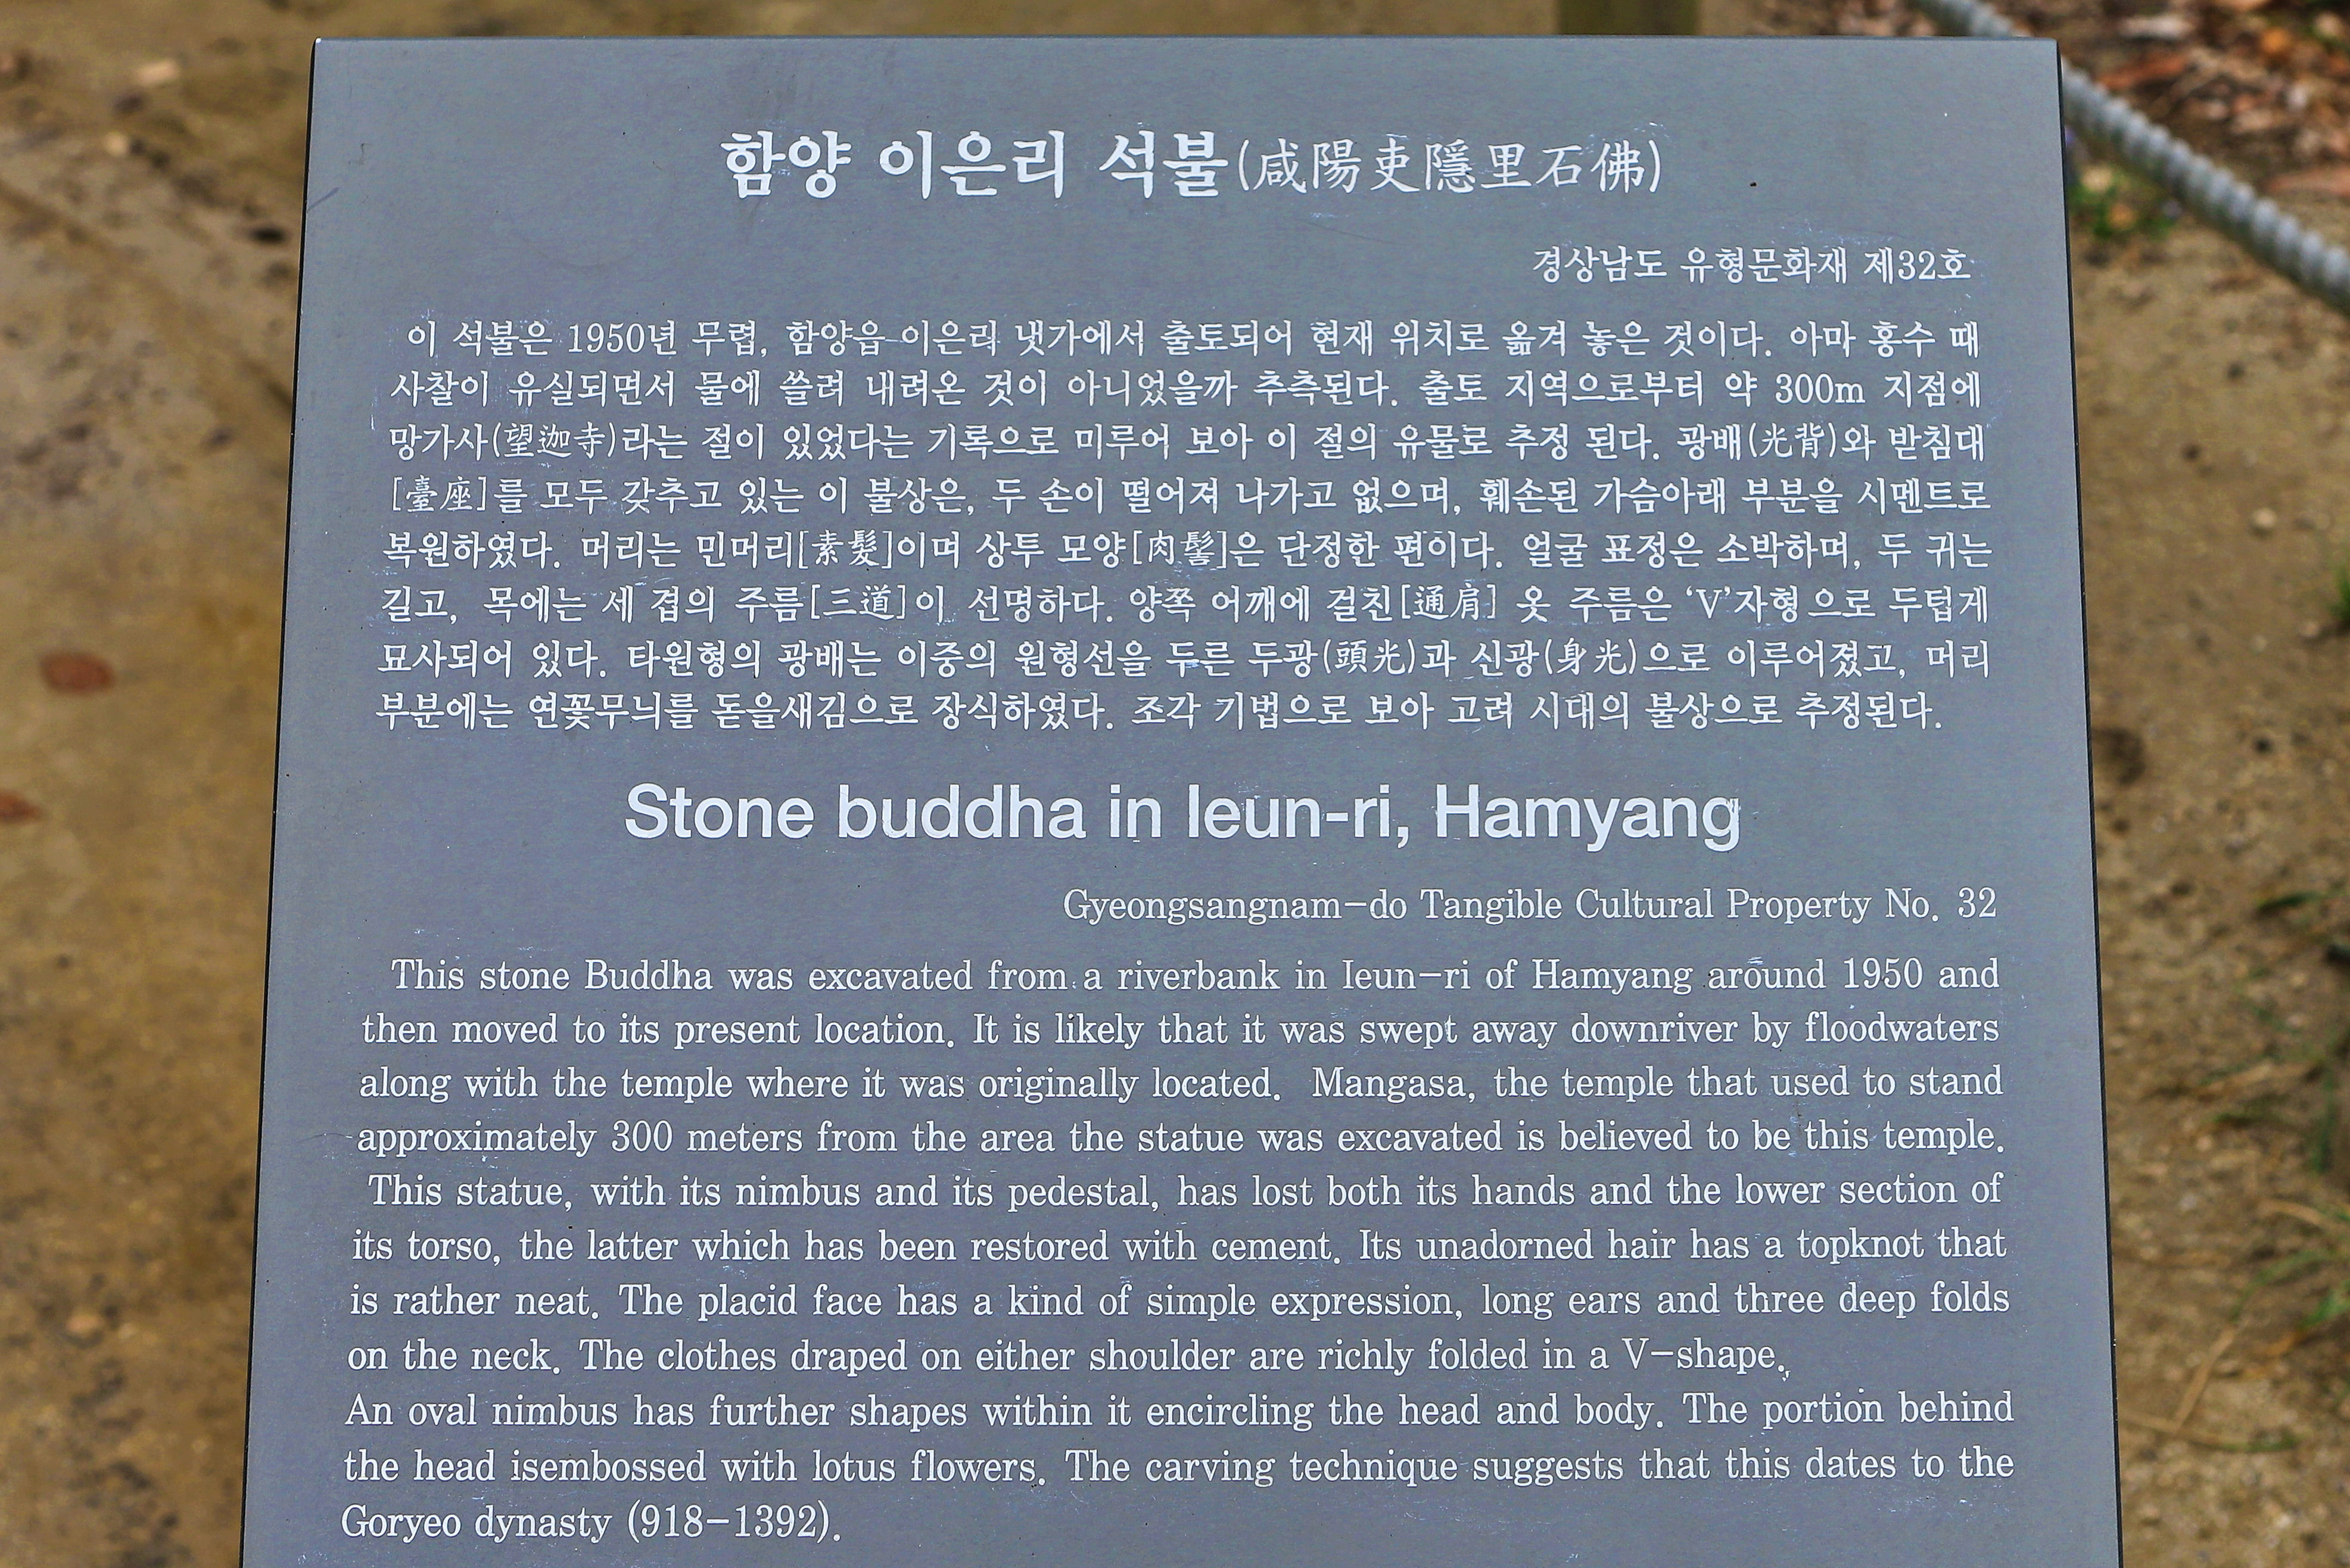 함양 이은리 석불(咸陽吏隱里石佛)
경상남도 유형문화재 제32호
이 석불은 1950년 무렵, 함양읍 이은리 냇가에서 출토되어 현재 위치로 옮겨 놓은 것이다. 아마 홍수 때
사찰이 유실되면서 물에 쓸려 내려온 것이 아니었을까 추측된다. 출토 지역으로부터 약 300m 지점에
망가사(望迦寺)라는 절이 있었다는 기록으로 미루어 보아 이 절의 유물로 추정 된다. 광배(光背)와 받침대
[臺座]를 모두 갖추고 있는 이 불상은, 두 손이 떨어져 나가고 없으며, 훼손된 가슴아래 부분을 시멘트로
복원하였다. 머리는 민머리[素髮]이며 상투 모양[肉髻]은 단정한 편이다. 얼굴 표정은 소박하며, 두 귀는
길고, 목에는 세 겹의 주름[三道]이 선명하다. 양쪽 어깨에 걸친[通肩] 옷 주름은 ‘V’자형으로 두텁게
묘사되어 있다. 타원형의 광배는 이중의 원형선을 두른 두광(頭光)과 신광(身光)으로 이루어졌고, 머리
부분에는 연꽃무늬를 돋을새김으로 장식하였다. 조각 기법으로 보아 고려 시대의 불상으로 추정된다.
Stone buddha in Ieun-ri, Hamyang
Gyeongsangnam-do Tangible Cultural Property No. 32
This stone Buddha was excavated from a riverbank in Ieun-ri of Hamyang around 1950 and
then moved to its present location. It is likely that it was swept away downriver by floodwaters
along with the temple where it was originally located. Mangasa, the temple that used to stand
approximately 300 meters from the area the statue was excavated is believed to be this temple.
This statue, with its nimbus and its pedestal, has lost both its hands and the lower section of
its torso, the latter which has been restored with cement. Its unadorned hair has a topknot that
is rather neat. The placid face has a kind of simple expression, long ears and three deep folds
on the neck. The clothes draped on either shoulder are richly folded in a V-shape.
An oval nimbus has further shapes within it encircling the head and body. The portion behind
the head isembossed with lotus flowers. The carving technique suggests that this dates to the
Goryeo dynasty (918-1392).